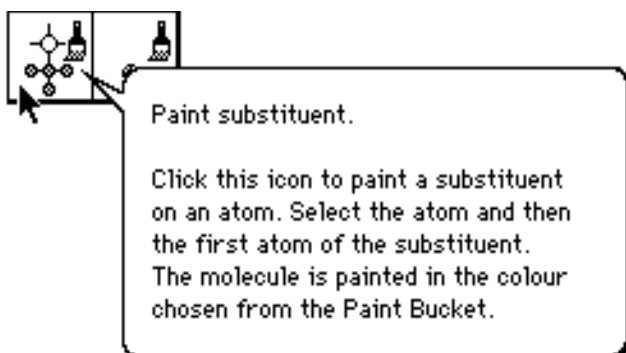 Paint substituent.
Click this icon to paint a substituent
on an atom. Select the atom and then
the first atom of the substituent.
The molecule is painted in the colour
chosen from the Paint Bucket.